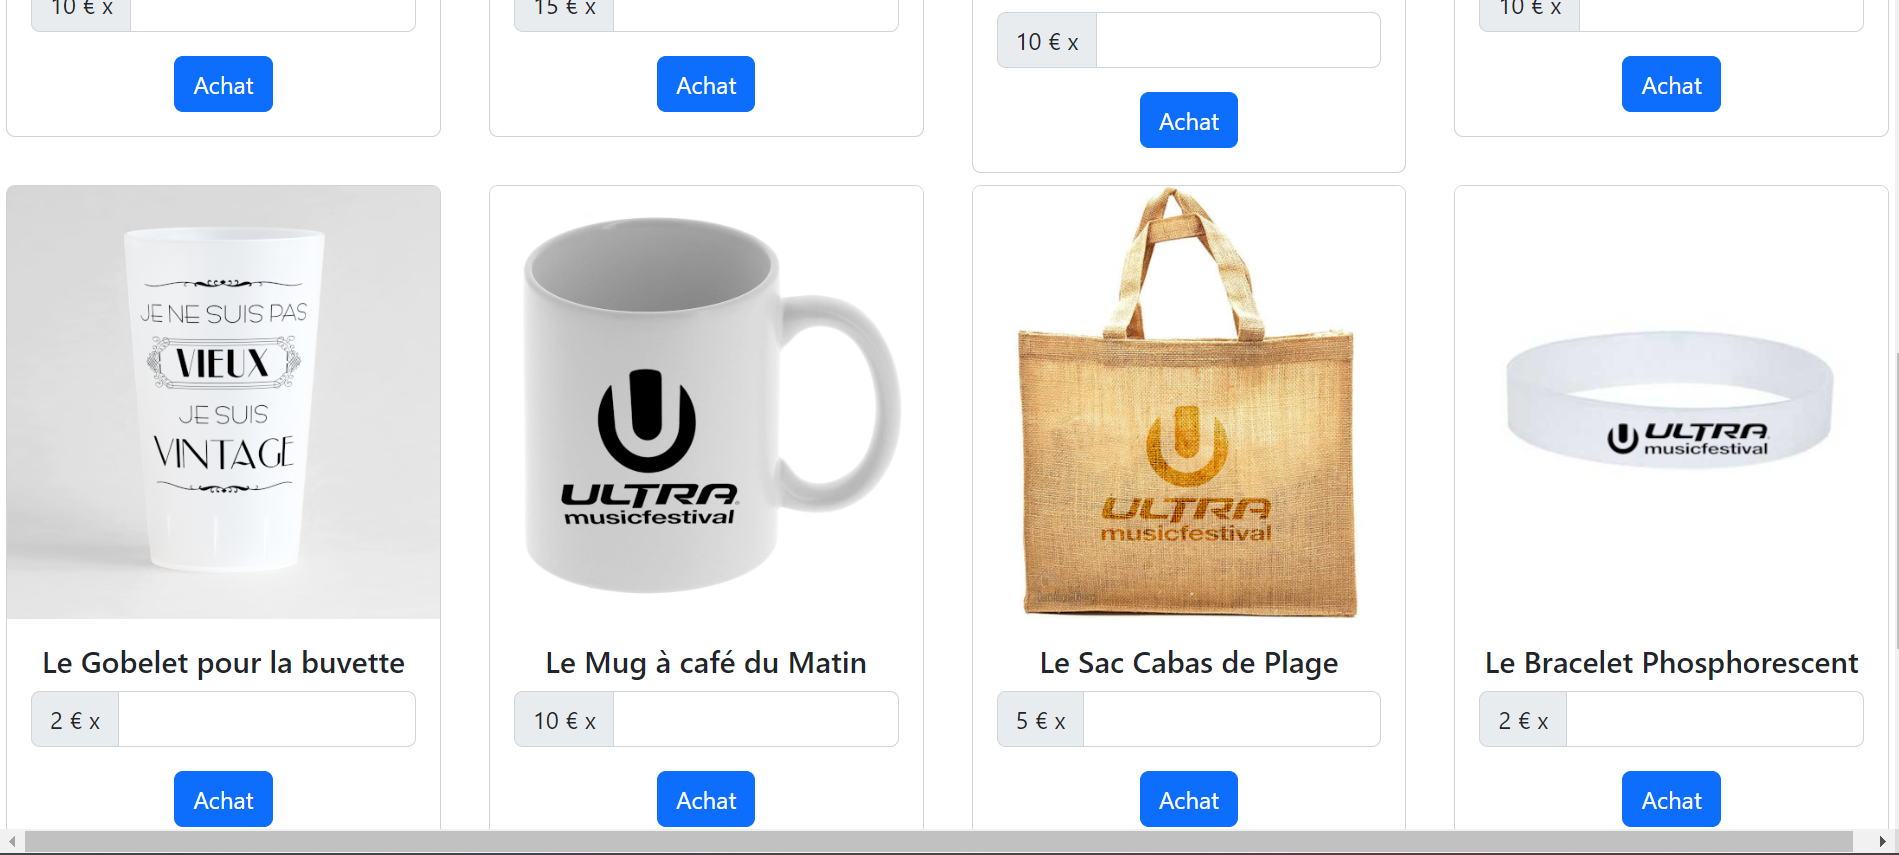 10 € x
15 € x
10 € x
10 € x
Achat
Achat
Achat
Achat
JE NE SUIS PAS
VIEUX
JE SUIS
VINTAGE
ULTRA
musicfestival
ULTRA
musicfestival
ULTRA
musicfestival
Le Gobelet pour la buvette
Le Mug à café du Matin
Le Sac Cabas de Plage
Le Bracelet Phosphorescent
2 € x
10 € x
5 € x
2 € x
Achat
Achat
Achat
Achat